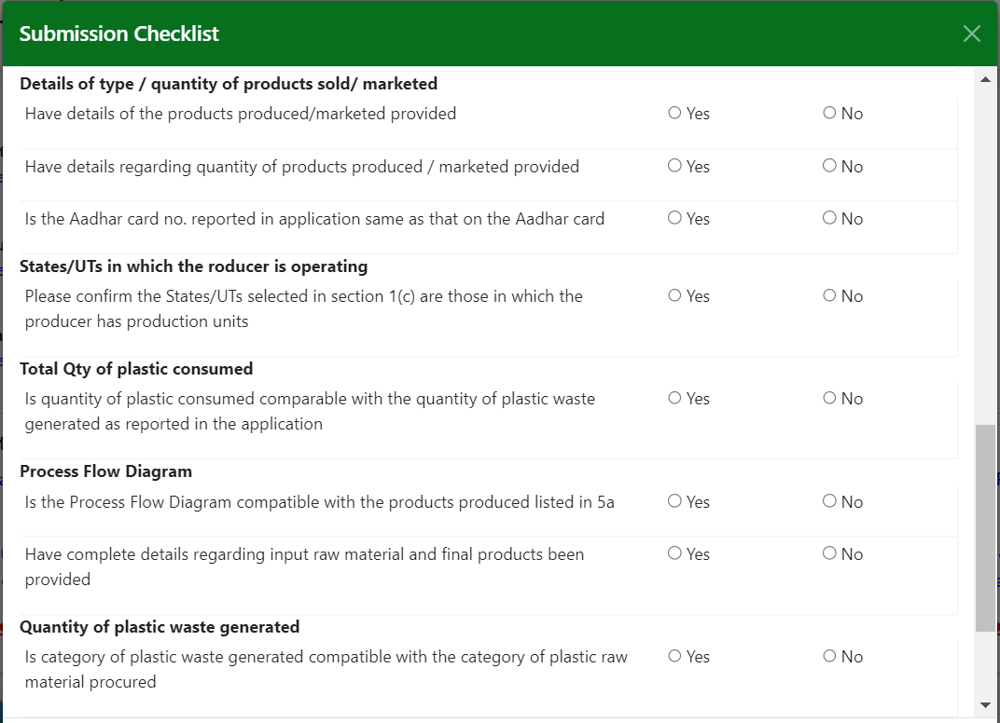 Submission Checklist
Details of type / quantity of products sold/ marketed
Have details of the products produced/marketed provided Yes No
Have details regarding quantity of products produced / marketed provided Yes No
Is the Aadhar card no. reported in application same as that on the Aadhar card Yes No
States/UTs in which the roducer is operating
Please confirm the States/UTs selected in section 1(c) are those in which the Yes No
producer has production units
Total Qty of plastic consumed
Is quantity of plastic consumed comparable with the quantity of plastic waste Yes No
generated as reported in the application
Process Flow Diagram
Is the Process Flow Diagram compatible with the products produced listed in 5a Yes No
Have complete details regarding input raw material and final products been Yes No
provided
Quantity of plastic waste generated
Is category of plastic waste generated compatible with the category of plastic raw Yes No
material procured